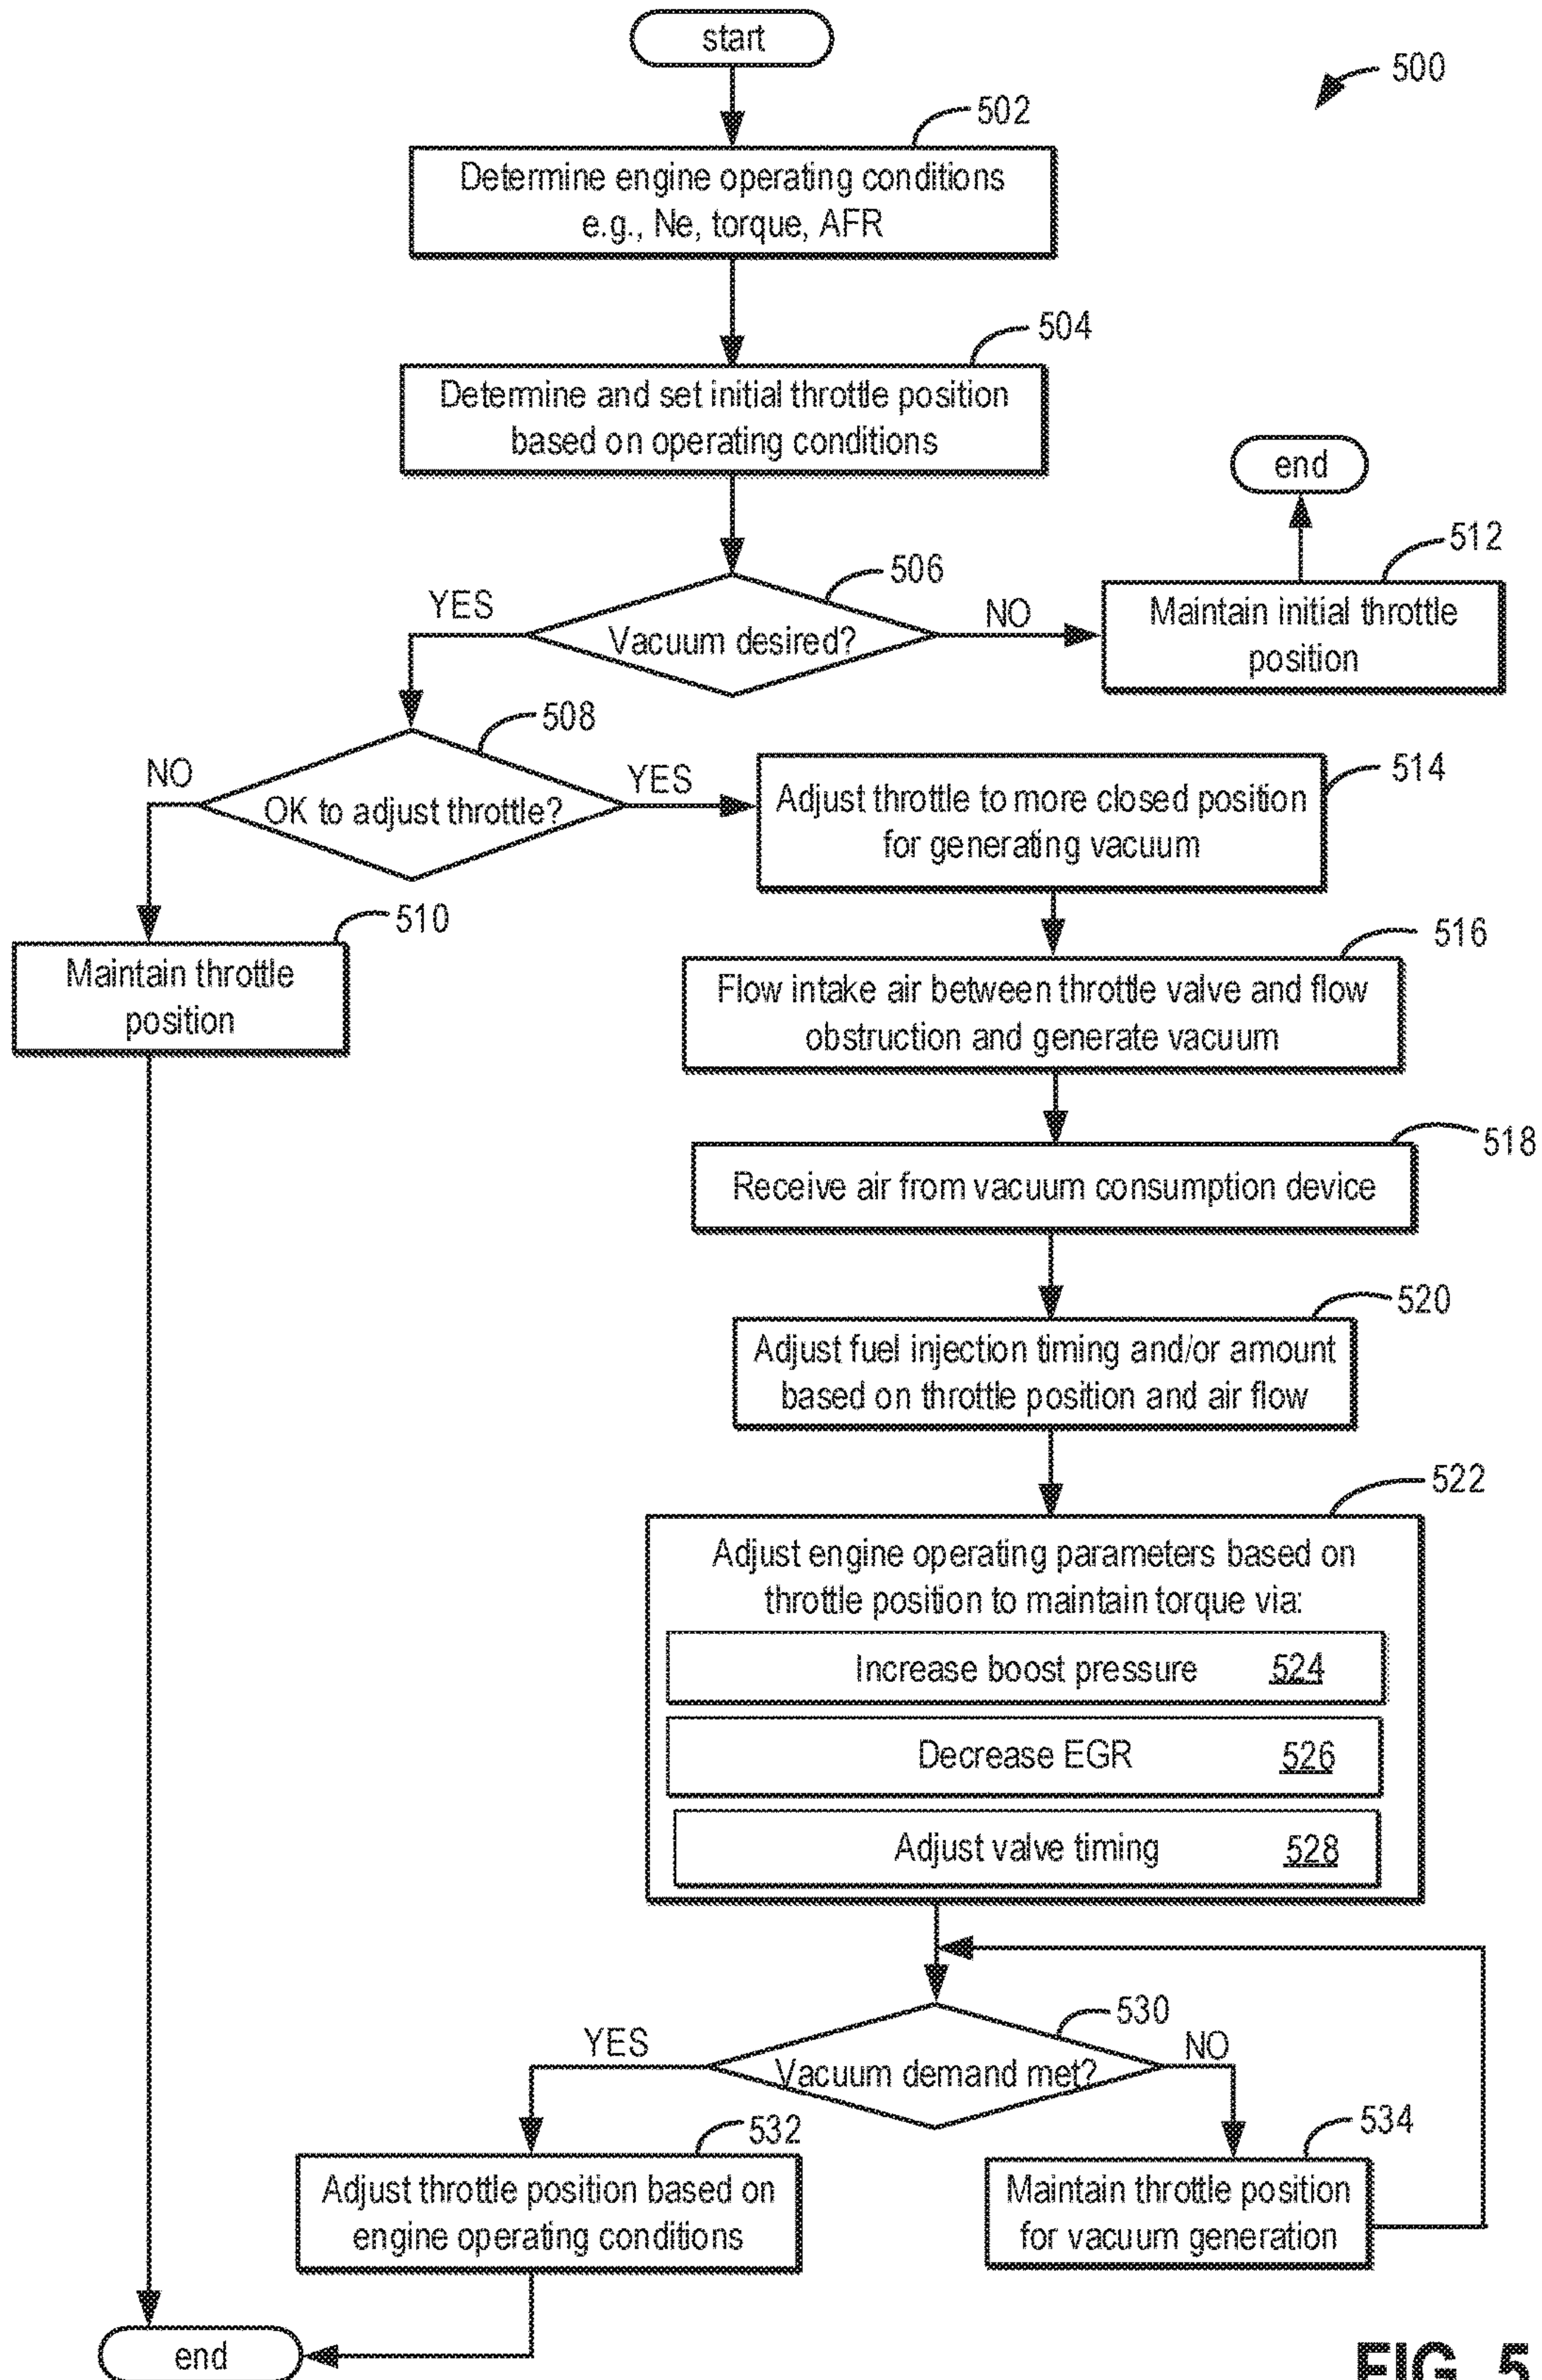 start
500
502
Determine engine operating conditions
e.g., Ne, torque, AFR
504
Determine and set initial throttle position
based on operating conditions
end
512
506
YES
NO
Vacuum desired?
Maintain initial throttle
position
508
NO
YES
OK to adjust throttle?
514
Adjust throttle to more closed position
for generating vacuum
510
Maintain throttle
position
516
Flow intake air between throttle valve and flow
obstruction and generate vacuum
518
Receive air from vacuum consumption device
520
Adjust fuel injection timing and/or amount
based on throttle position and air flow
522
Adjust engine operating parameters based on
throttle position to maintain torque via:
Increase boost pressure 524
Decrease EGR 526
Adjust valve timing 528
530
YES
NO
Vacuum demand met?
532
534
Adjust throttle position based on
engine operating conditions
Maintain throttle position
for vacuum generation
end
FIG. 5